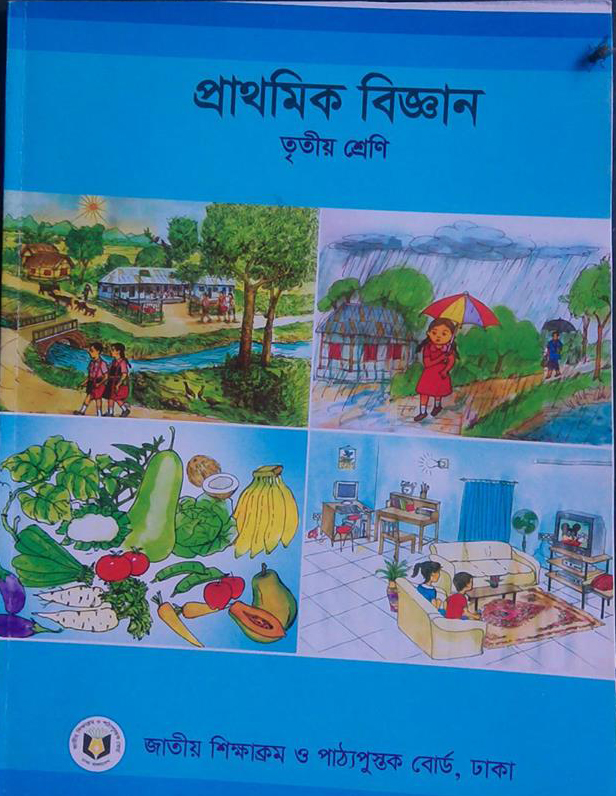 প্রাথমিক বিজ্ঞান
তৃতীয় শ্রেণি
জাতীয় শিক্ষাক্রম ও পাঠ্যপুস্তক বোর্ড, ঢাকা